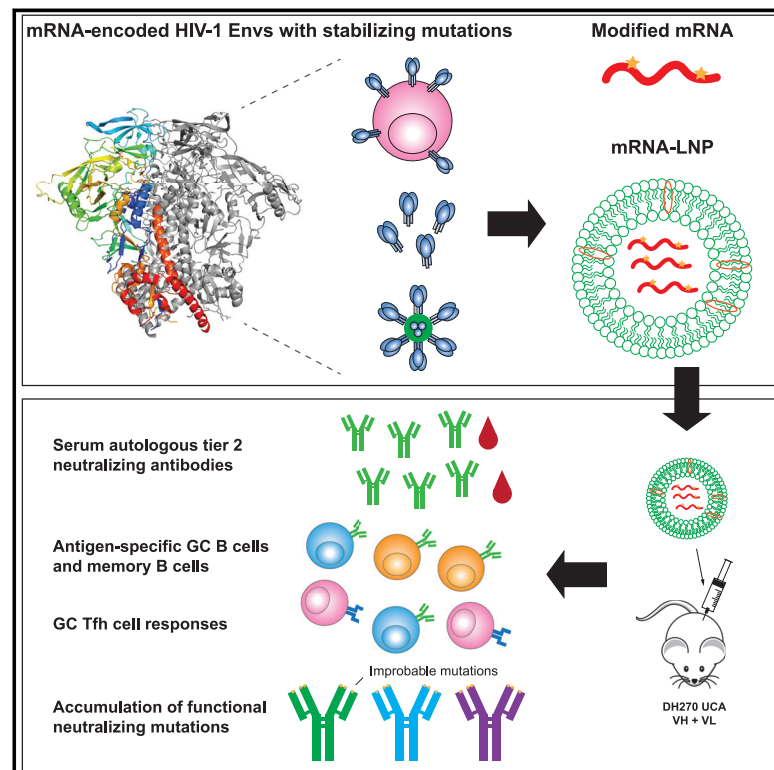 mRNA-encoded HIV-1 Envs with stabilizing mutations
Modified mRNA
mRNA-LNP
Serum autologous tier 2
neutralizing antibodies
Antigen-specific GC B cells
and memory B cells
GC Tfh cell responses
Improbable mutations
Accumulation of functional
neutralizing mutations
DH270 UCA
VH + VL